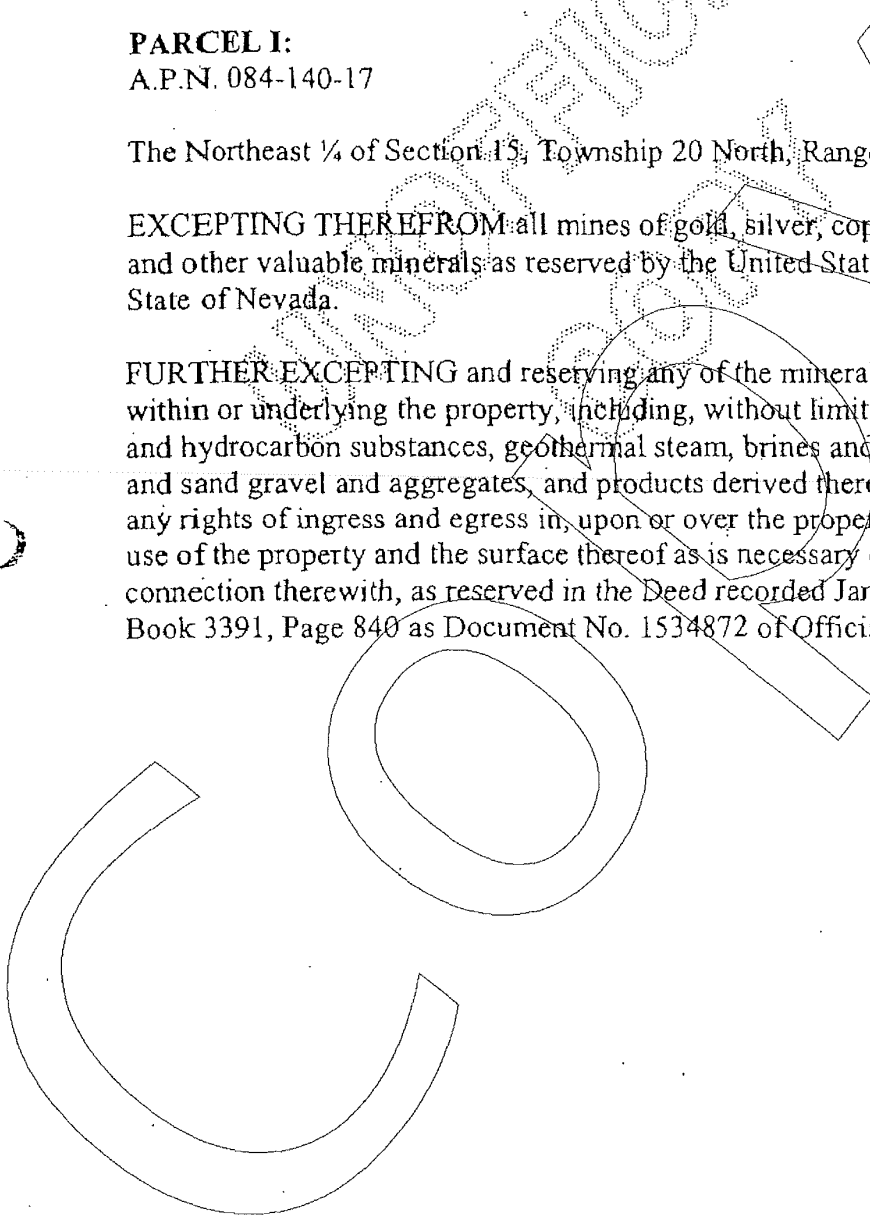 PARCEL I:
A.P.N. 084-140-17
The Northeast ¼ of Section 15, Township 20 North, Range
EXCEPTING THEREFROM all mines of gold, silver, cop
and other valuable minerals as reserved by the United Stat
State of Nevada.
FURTHER EXCEPTING and reserving any of the mineral
within or underlying the property, including, without limit
and hydrocarbon substances, geothermal steam, brines and
and sand gravel and aggregates, and products derived there
any rights of ingress and egress in, upon or over the proper
use of the property and the surface thereof as is necessary
connection therewith, as reserved in the Deed recorded Jan
Book 3391, Page 840 as Document No. 1534872 of Offici
UNOFFIC
COPY
Co